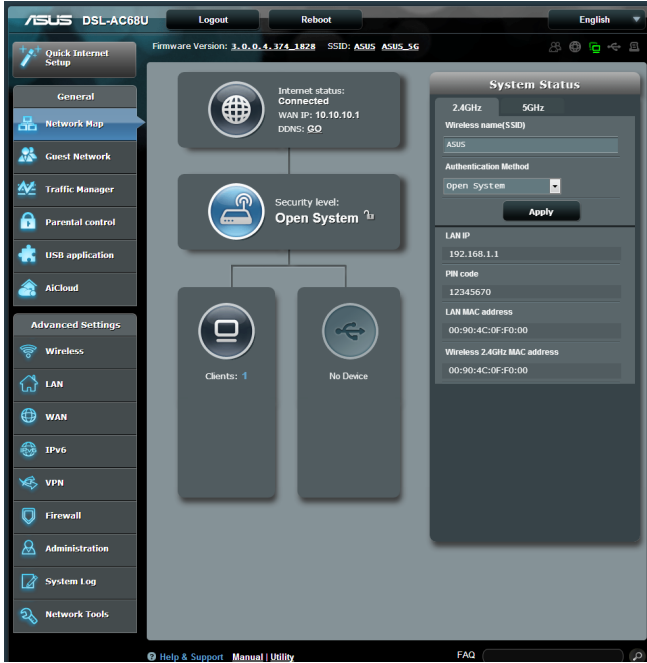 ASUS DSL-AC68U Logout Reboot English
Quick Internet
Setup
Firmware Version: 3.0.0.4.374_1828 SSID: ASUS ASUS_5G
General
Network Map
Guest Network
Traffic Manager
Parental control
USB application
AiCloud
Advanced Settings
Wireless
LAN
WAN
IPv6
VPN
Firewall
Administration
System Log
Network Tools
Internet status:
Connected
WAN IP: 10.10.10.1
DDNS: GO
Security level:
Open System
Clients: 1
No Device
System Status
2.4GHz 5GHz
Wireless name(SSID)
ASUS
Authentication Method
Open System
Apply
LAN IP
192.168.1.1
PIN code
12345670
LAN MAC address
00:90:4C:0F:F0:00
Wireless 2.4GHz MAC address
00:90:4C:0F:F0:00
Help & Support Manual | Utility FAQ